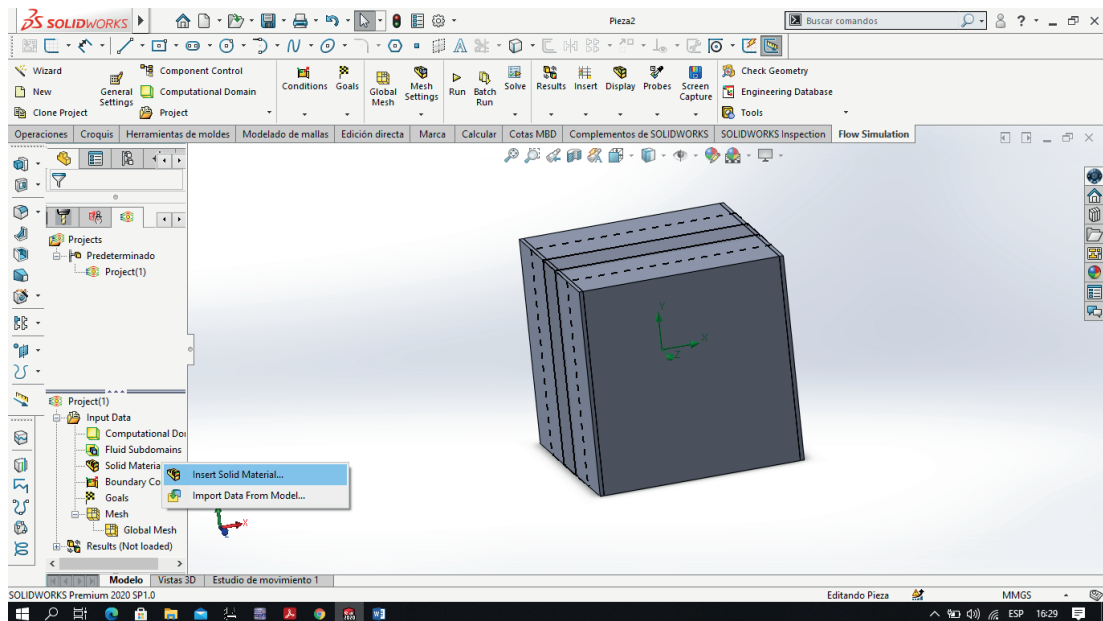 SOLIDWORKS
Pieza2
Buscar comandos
?
A
Wizard
New
Clone Project
General Settings
Component Control
Computational Domain
Project
Conditions
Goals
Global Mesh
Mesh Settings
Run
Batch Run
Solve
Results
Insert
Display
Probes
Screen Capture
Check Geometry
Engineering Database
Tools
Operaciones
Croquis
Herramientas de moldes
Modelado de mallas
Edición directa
Marca
Calcular
Cotas MBD
Complementos de SOLIDWORKS
SOLIDWORKS Inspection
Flow Simulation
Projects
Predeterminado
Project(1)
Y
X
Z
Project(1)
Input Data
Computational Do
Fluid Subdomains
Solid Materia
Insert Solid Material...
Boundary Co
Import Data From Model...
Goals
Mesh
Global Mesh
X
Results (Not loaded)
Modelo
Vistas 3D
Estudio de movimiento 1
SOLIDWORKS Premium 2020 SP1.0
Editando Pieza
MMGS
ESP
16:29